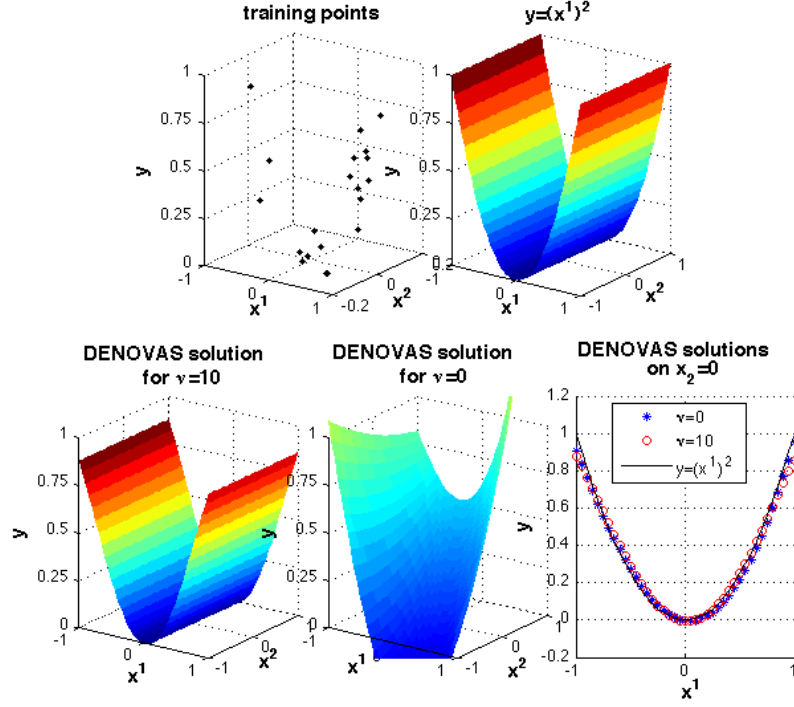 training points
y=(x¹)²
1
0.75
0.5
0.25
0
y
-1
0
1
x¹
-0.2
0
0.2
x²
1
0.75
0.5
0.25
y
-1
0
1
x¹
-1
0
1
x²
DENOVAS solution
for ν=10
1
0.75
0.5
0.25
0
y
-1
0
1
x¹
-1
0
1
x²
DENOVAS solution
for ν=0
1
0.75
0.5
0.25
0
y
-1
1
x¹
-1
0
1
x²
DENOVAS solutions
on x₂=0
1.2
1
0.8
0.6
0.4
0.2
0
-0.2
y
-1
0
1
x¹
ν=0
ν=10
y=(x¹)²